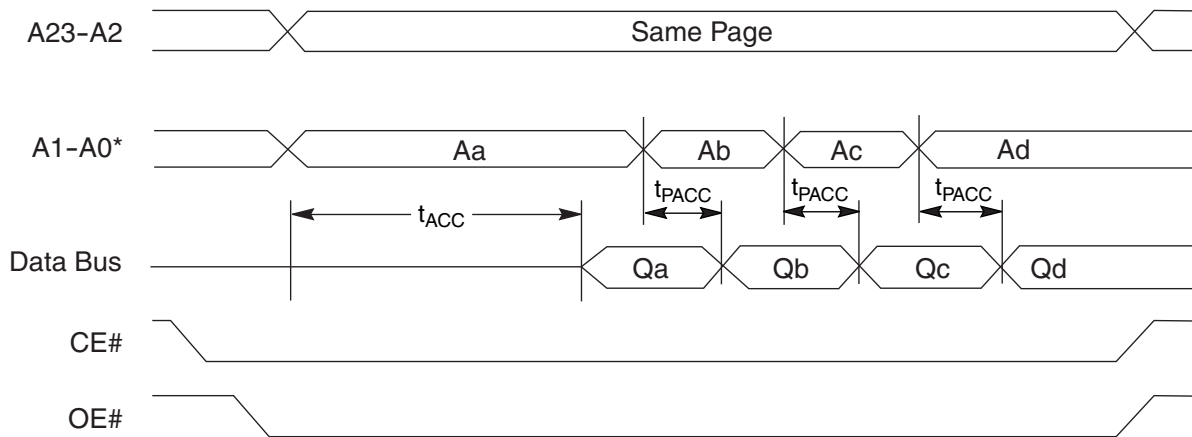 A23-A2
Same Page
A1-A0*
Aa
Ab
Ac
Ad
tACC
tPACC
tPACC
tPACC
Data Bus
Qa
Qb
Qc
Qd
CE#
OE#